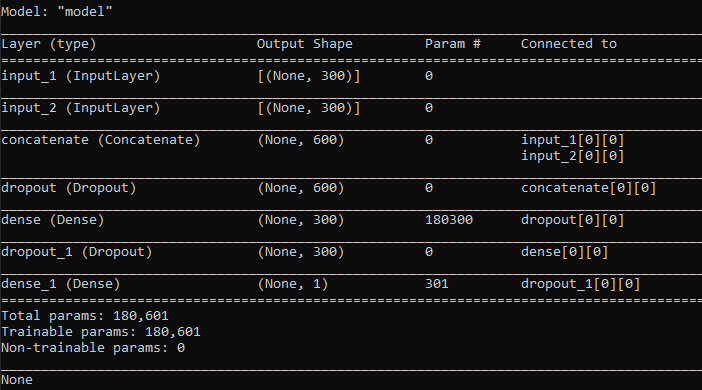 Model: "model"
Layer (type) Output Shape Param # Connected to
input_1 (InputLayer) [(None, 300)] 0
input_2 (InputLayer) [(None, 300)] 0
concatenate (Concatenate) (None, 600) 0 input_1[0][0]
input_2[0][0]
dropout (Dropout) (None, 600) 0 concatenate[0][0]
dense (Dense) (None, 300) 180300 dropout[0][0]
dropout_1 (Dropout) (None, 300) 0 dense[0][0]
dense_1 (Dense) (None, 1) 301 dropout_1[0][0]
Total params: 180,601
Trainable params: 180,601
Non-trainable params: 0
None